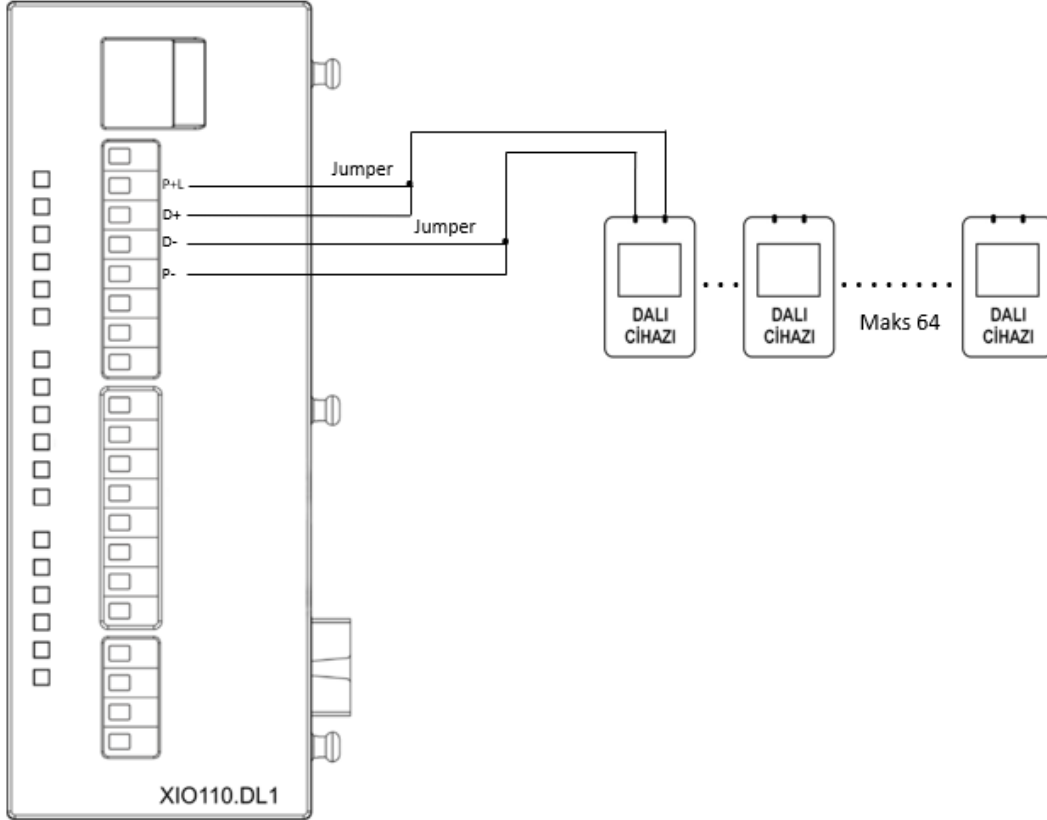 P+L
Jumper
D+
Jumper
D-
P-
DALI
CİHAZI
DALI
CİHAZI
Maks 64
DALI
CİHAZI
XIO110.DL1